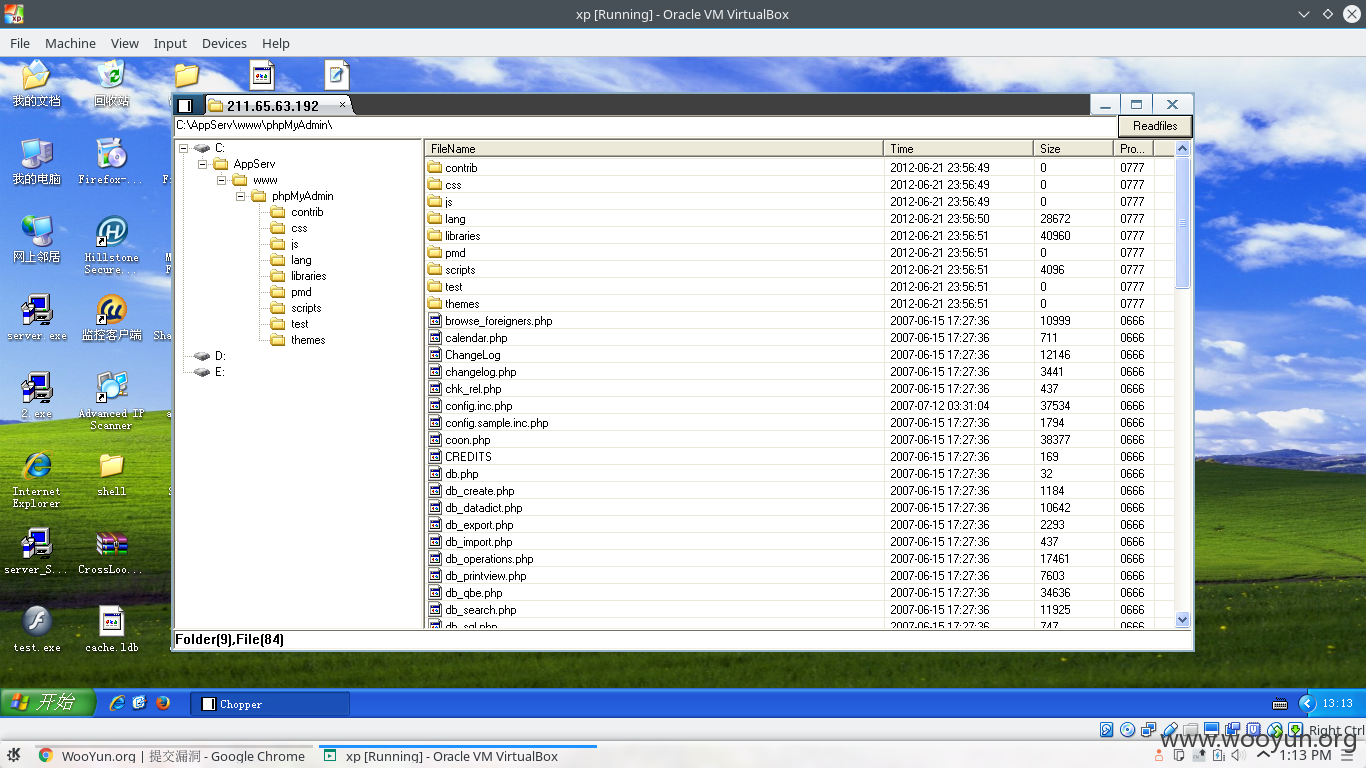 xp [Running] - Oracle VM VirtualBox
File Machine View Input Devices Help
我的文档
回收站
我的电脑
Firefox-...
网上邻居
Hillstone
Secure...
server.exe
监控客户端
Sha
2.exe
Advanced IP
Scanner
Internet
Explorer
shell
server_S...
CrossLoo...
test.exe
cache.ldb
211.65.63.192
C:\AppServ\www\phpMyAdmin\
Readfiles
C:
AppServ
www
phpMyAdmin
contrib
css
js
lang
libraries
pmd
scripts
test
themes
D:
E:
FileName Time Size Pro...
contrib 2012-06-21 23:56:49 0 0777
css 2012-06-21 23:56:49 0 0777
js 2012-06-21 23:56:49 0 0777
lang 2012-06-21 23:56:50 28672 0777
libraries 2012-06-21 23:56:51 40960 0777
pmd 2012-06-21 23:56:51 0 0777
scripts 2012-06-21 23:56:51 4096 0777
test 2012-06-21 23:56:51 0 0777
themes 2012-06-21 23:56:51 0 0777
browse_foreigners.php 2007-06-15 17:27:36 10999 0666
calendar.php 2007-06-15 17:27:36 711 0666
ChangeLog 2007-06-15 17:27:36 12146 0666
changelog.php 2007-06-15 17:27:36 3441 0666
chk_rel.php 2007-06-15 17:27:36 437 0666
config.inc.php 2007-07-12 03:31:04 37534 0666
config.sample.inc.php 2007-06-15 17:27:36 1794 0666
coon.php 2007-06-15 17:27:36 38377 0666
CREDITS 2007-06-15 17:27:36 169 0666
db.php 2007-06-15 17:27:36 32 0666
db_create.php 2007-06-15 17:27:36 1184 0666
db_datadict.php 2007-06-15 17:27:36 10642 0666
db_export.php 2007-06-15 17:27:36 2293 0666
db_import.php 2007-06-15 17:27:36 437 0666
db_operations.php 2007-06-15 17:27:36 17461 0666
db_printview.php 2007-06-15 17:27:36 7603 0666
db_qbe.php 2007-06-15 17:27:36 34636 0666
db_search.php 2007-06-15 17:27:36 11925 0666
db_sql.php 2007-06-15 17:27:36 747 0666
Folder(9),File(84)
开始
Chopper
13:13
Right Ctrl
www.wooyun.org
WooYun.org | 提交漏洞 - Google Chrome
xp [Running] - Oracle VM VirtualBox
1:13 PM